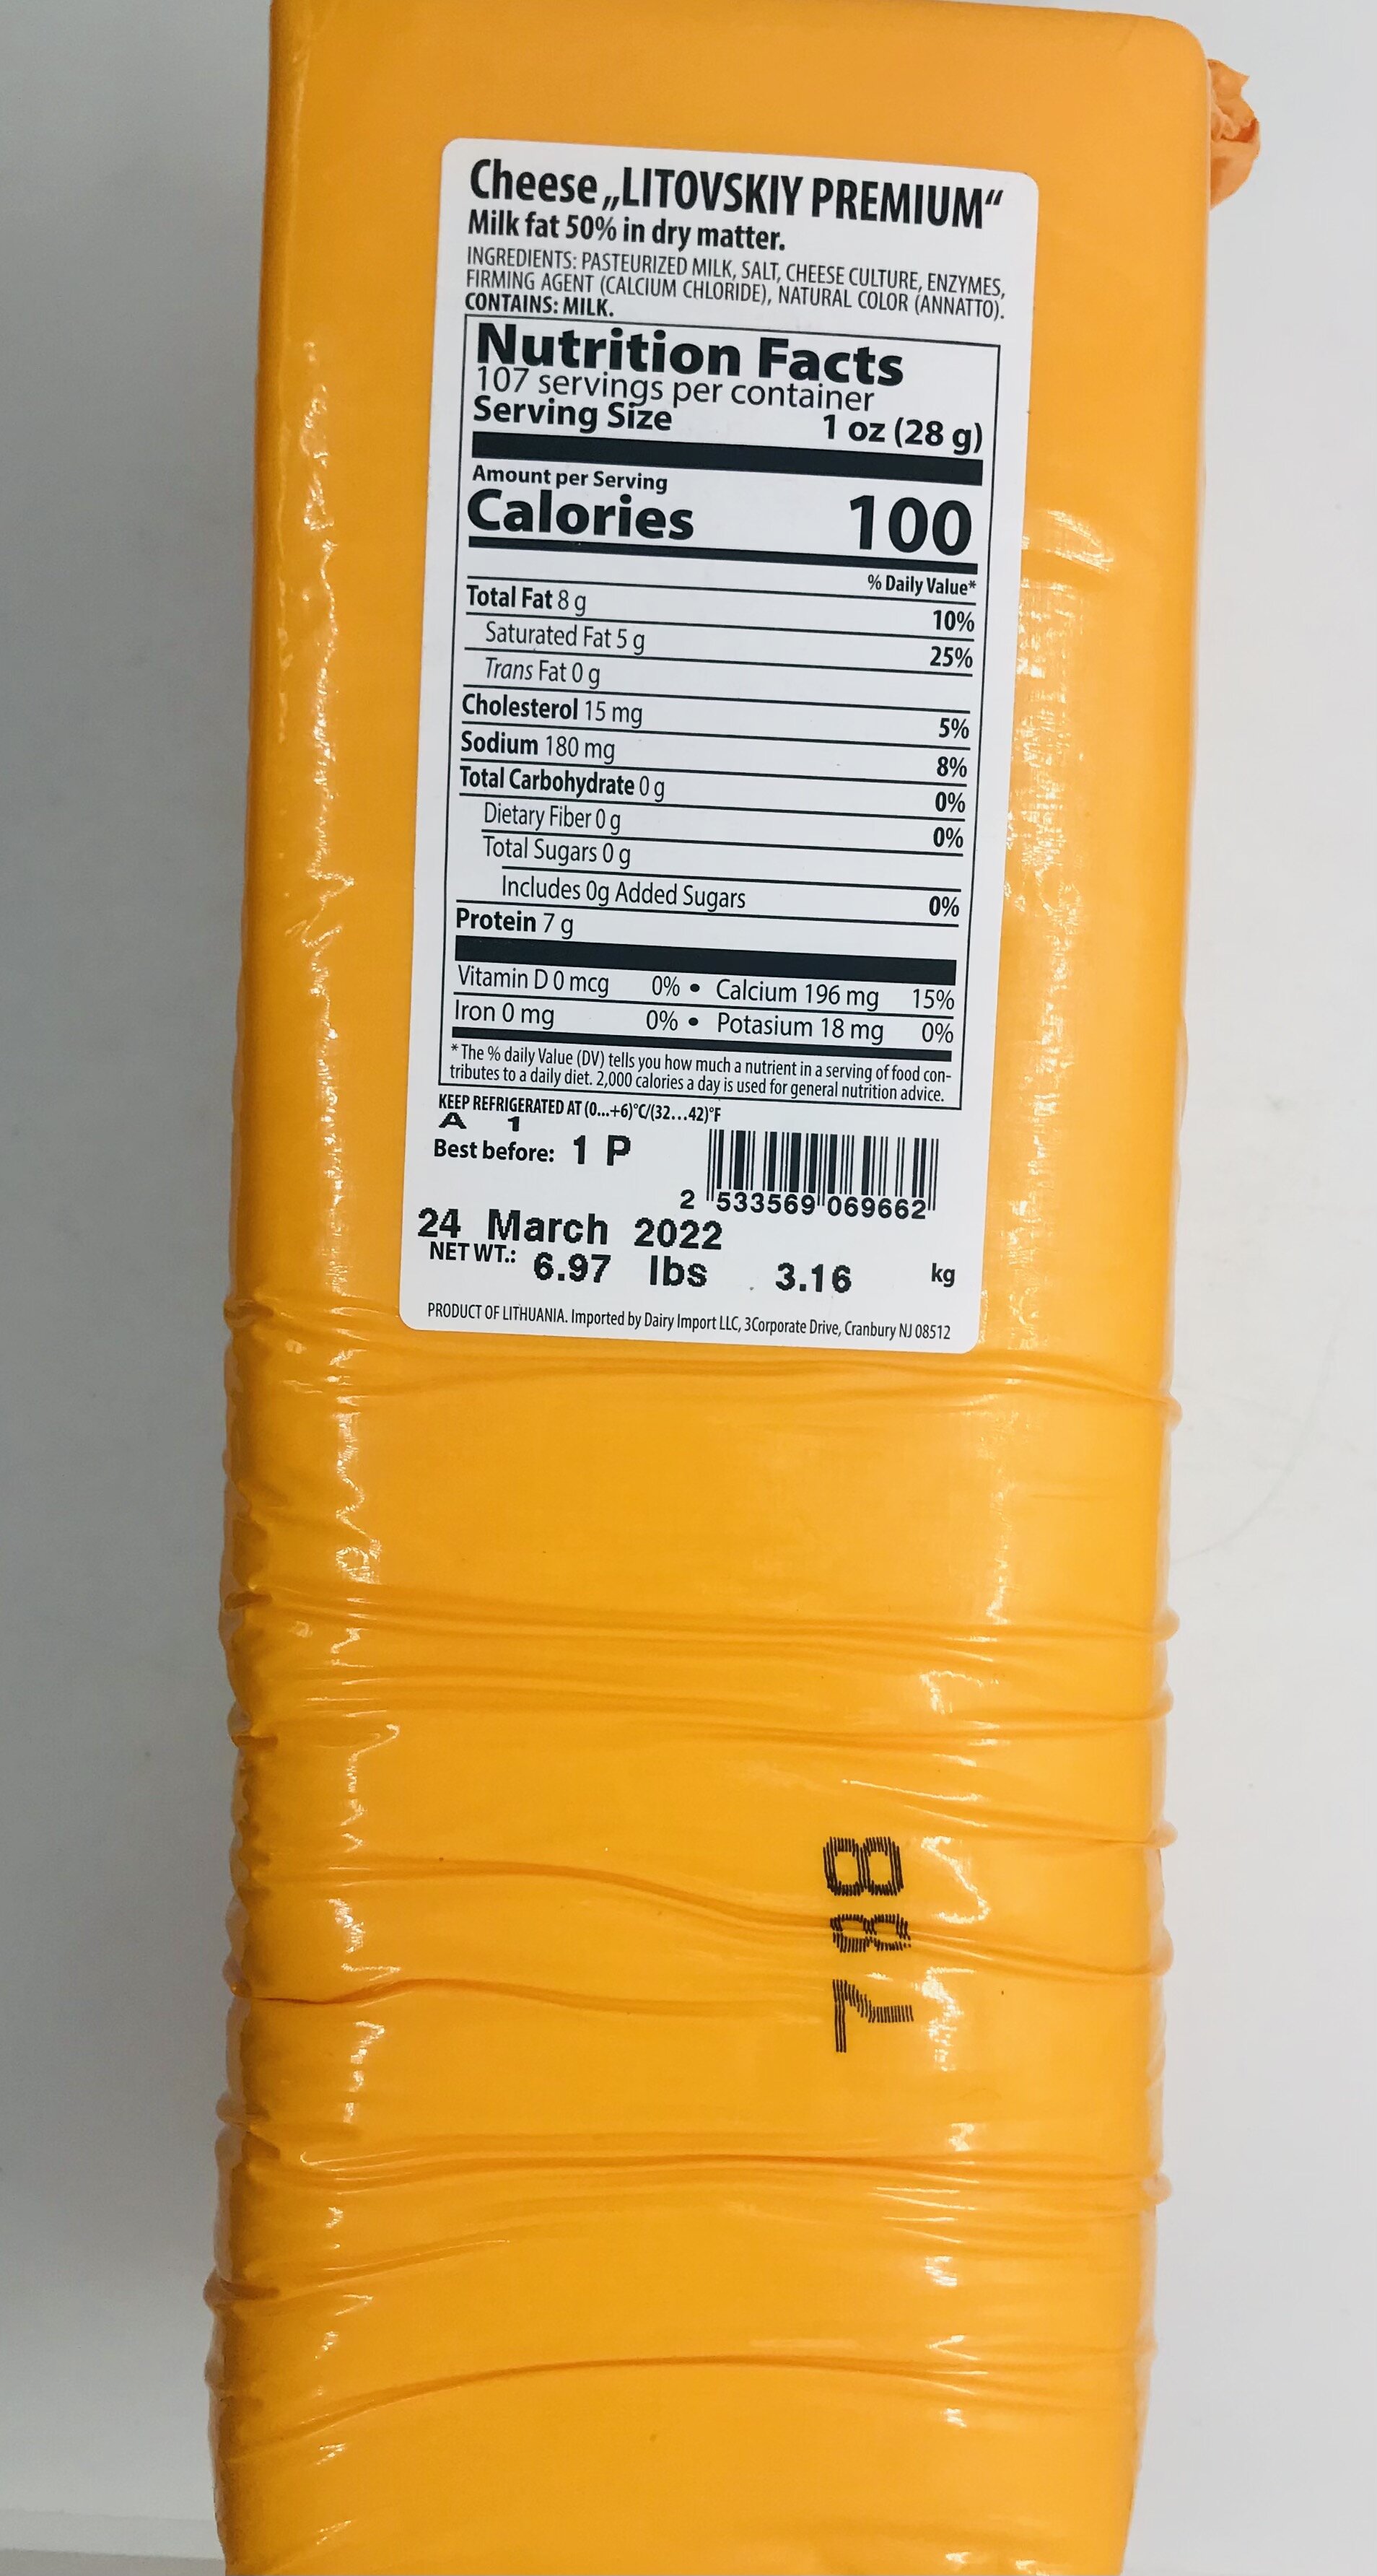 Cheese „LITOVSKIY PREMIUM“
Milk fat 50% in dry matter.
INGREDIENTS: PASTEURIZED MILK, SALT, CHEESE CULTURE, ENZYMES,
FIRMING AGENT (CALCIUM CHLORIDE), NATURAL COLOR (ANNATTO).
CONTAINS: MILK.
Nutrition Facts
107 servings per container
Serving Size 1 oz (28 g)
Amount per Serving
Calories 100
% Daily Value*
Total Fat 8 g 10%
Saturated Fat 5 g 25%
Trans Fat 0 g
Cholesterol 15 mg 5%
Sodium 180 mg 8%
Total Carbohydrate 0 g 0%
Dietary Fiber 0 g 0%
Total Sugars 0 g
Includes 0g Added Sugars 0%
Protein 7 g
Vitamin D 0 mcg 0% • Calcium 196 mg 15%
Iron 0 mg 0% • Potasium 18 mg 0%
* The % daily Value (DV) tells you how much a nutrient in a serving of food con-
tributes to a daily diet. 2,000 calories a day is used for general nutrition advice.
KEEP REFRIGERATED AT (0...+6)°C/(32...42)°F
A 1
Best before: 1 P
2 533569 069662
24 March 2022
NET WT.: 6.97 lbs 3.16 kg
PRODUCT OF LITHUANIA. Imported by Dairy Import LLC, 3Corporate Drive, Cranbury NJ 08512
788